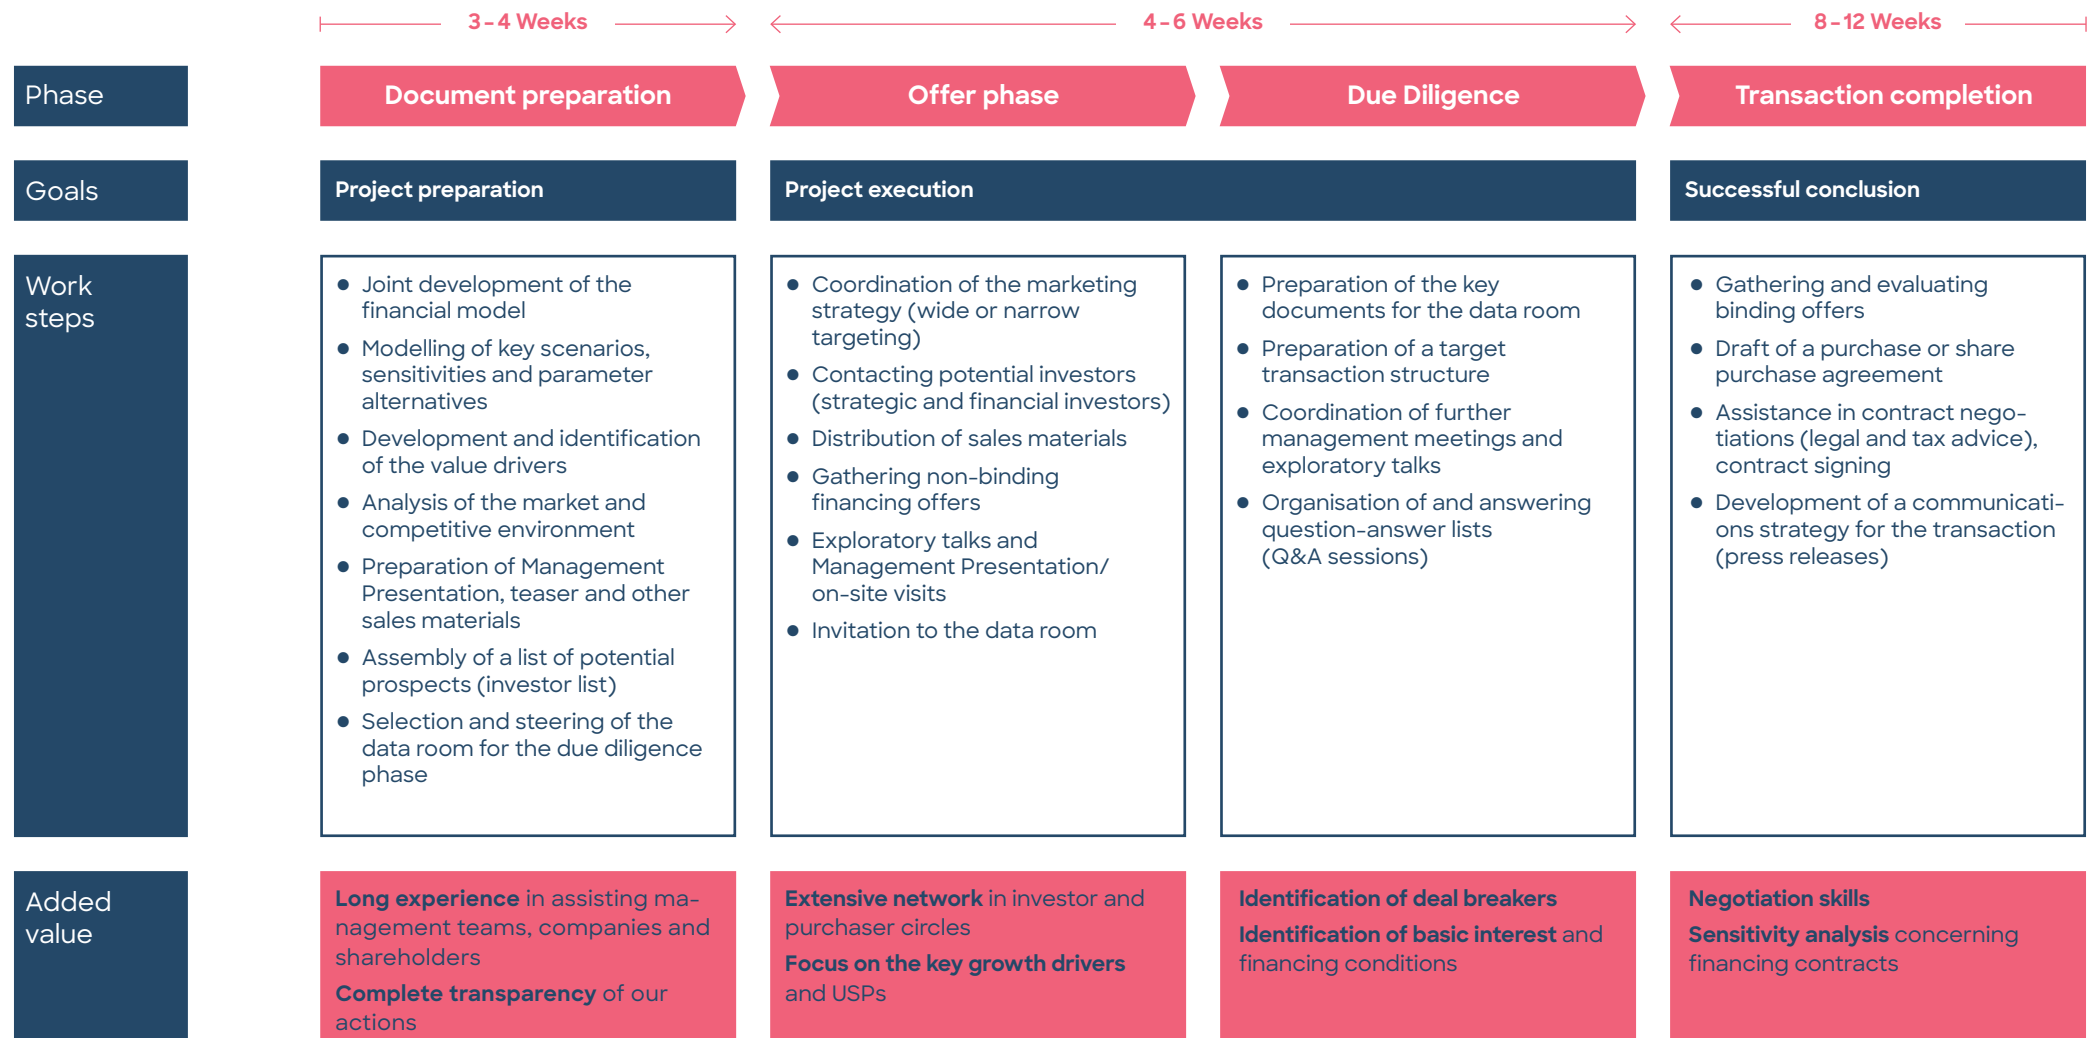 3 – 4 Weeks
4 – 6 Weeks
8 – 12 Weeks
Phase
Document preparation
Offer phase
Due Diligence
Transaction completion
Goals
Project preparation
Project execution
Successful conclusion
Work
steps
● Joint development of the
financial model
● Modelling of key scenarios,
sensitivities and parameter
alternatives
● Development and identification
of the value drivers
● Analysis of the market and
competitive environment
● Preparation of Management
Presentation, teaser and other
sales materials
● Assembly of a list of potential
prospects (investor list)
● Selection and steering of the
data room for the due diligence
phase
● Coordination of the marketing
strategy (wide or narrow
targeting)
● Contacting potential investors
(strategic and financial investors)
● Distribution of sales materials
● Gathering non-binding
financing offers
● Exploratory talks and
Management Presentation/
on-site visits
● Invitation to the data room
● Preparation of the key
documents for the data room
● Preparation of a target
transaction structure
● Coordination of further
management meetings and
exploratory talks
● Organisation of and answering
question-answer lists
(Q&A sessions)
● Gathering and evaluating
binding offers
● Draft of a purchase or share
purchase agreement
● Assistance in contract nego-
tiations (legal and tax advice),
contract signing
● Development of a communicati-
ons strategy for the transaction
(press releases)
Added
value
Long experience in assisting ma-
nagement teams, companies and
shareholders
Complete transparency of our
actions
Extensive network in investor and
purchaser circles
Focus on the key growth drivers
and USPs
Identification of deal breakers
Identification of basic interest and
financing conditions
Negotiation skills
Sensitivity analysis concerning
financing contracts